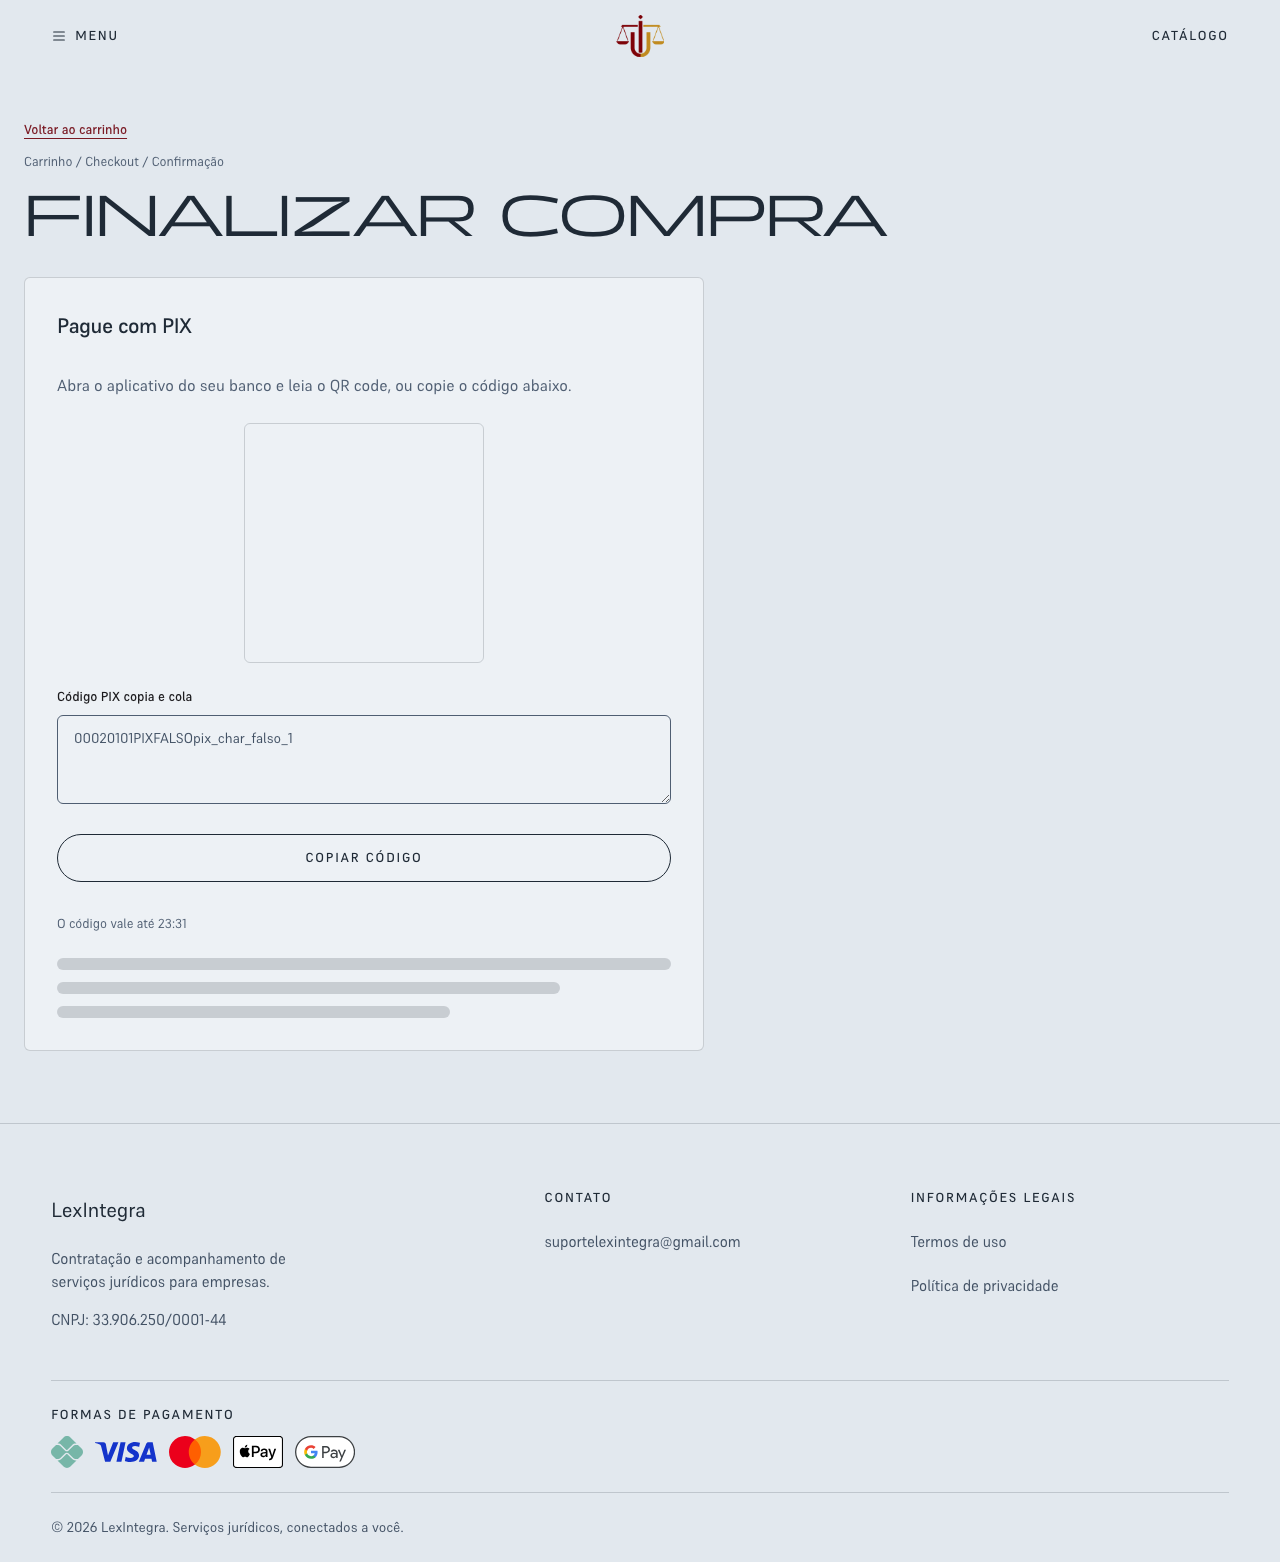 MENU
CATÁLOGO
Voltar ao carrinho
Carrinho / Checkout / Confirmação
FINALIZAR COMPRA
Pague com PIX
Abra o aplicativo do seu banco e leia o QR code, ou copie o código abaixo.
Código PIX copia e cola
00020101PIXFALSOpix_char_falso_1
COPIAR CÓDIGO
O código vale até 23:31
LexIntegra
Contratação e acompanhamento de
serviços jurídicos para empresas.
CNPJ: 33.906.250/0001-44
CONTATO
suportelexintegra@gmail.com
INFORMAÇÕES LEGAIS
Termos de uso
Política de privacidade
FORMAS DE PAGAMENTO
VISA
Pay
G Pay
© 2026 LexIntegra. Serviços jurídicos, conectados a você.